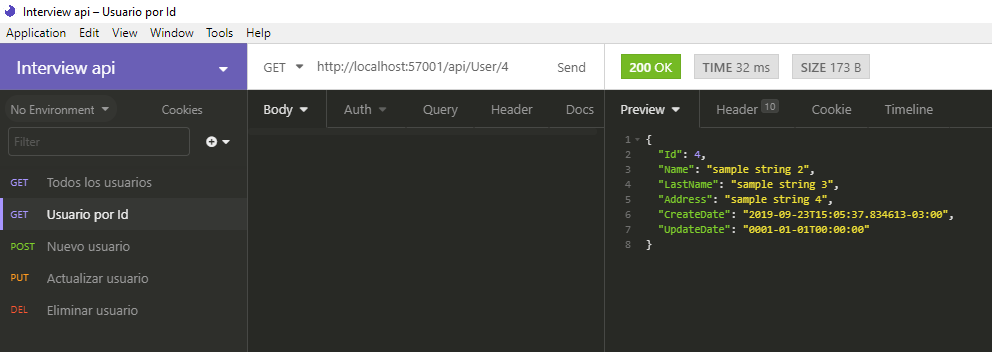 Interview api – Usuario por Id
Application Edit View Window Tools Help
Interview api
GET http://localhost:57001/api/User/4 Send
200 OK TIME 32 ms SIZE 173 B
No Environment Cookies
Body Auth Query Header Docs
Preview Header 10 Cookie Timeline
Filter
GET Todos los usuarios
GET Usuario por Id
POST Nuevo usuario
PUT Actualizar usuario
DEL Eliminar usuario
1 {
2 "Id": 4,
3 "Name": "sample string 2",
4 "LastName": "sample string 3",
5 "Address": "sample string 4",
6 "CreateDate": "2019-09-23T15:05:37.834613-03:00",
7 "UpdateDate": "0001-01-01T00:00:00"
8 }